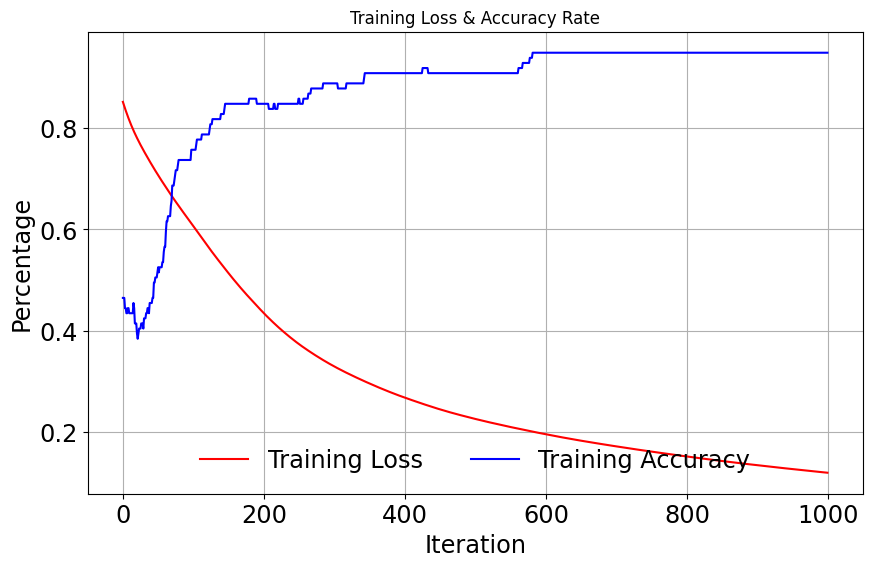 Training Loss & Accuracy Rate
Percentage
0.8
0.6
0.4
0.2
Training Loss Training Accuracy
0 200 400 600 800 1000
Iteration